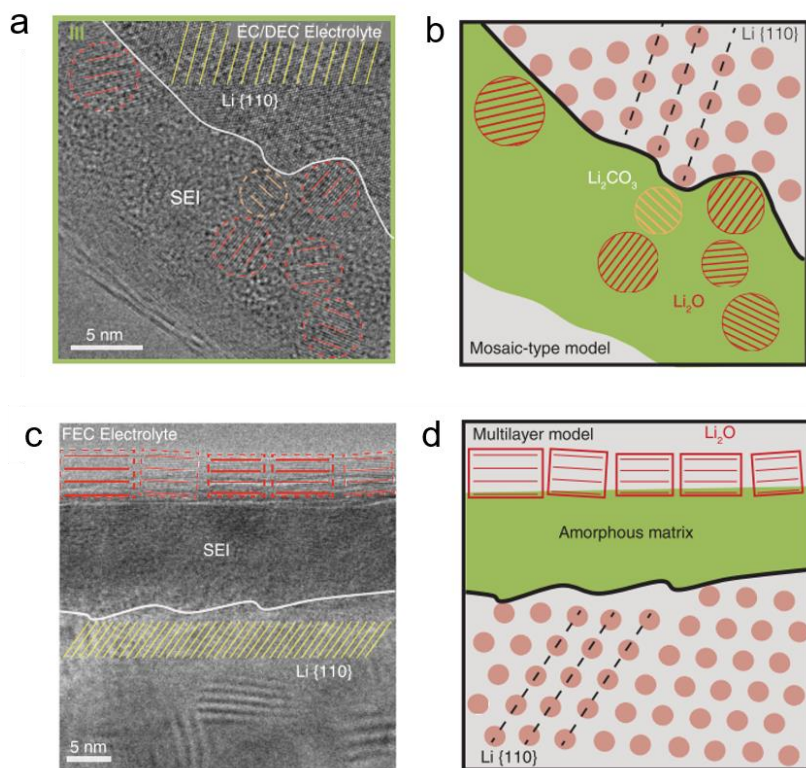 a
EC/DEC Electrolyte
Li {110}
SEI
5 nm
b
Li {110}
Li₂CO₃
Li₂O
Mosaic-type model
c
FEC Electrolyte
SEI
Li {110}
5 nm
d
Multilayer model
Li₂O
Amorphous matrix
Li {110}